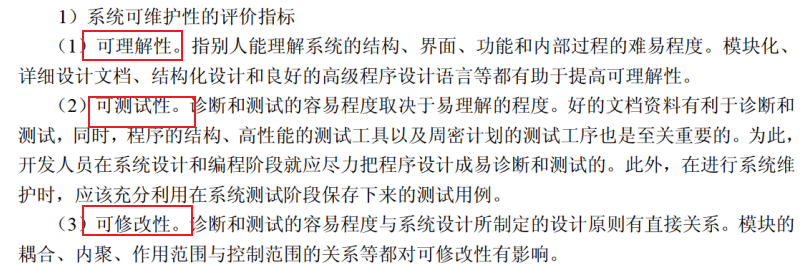 1）系统可维护性的评价指标
（1）可理解性。指别人能理解系统的结构、界面、功能和内部过程的难易程度。模块化、
详细设计文档、结构化设计和良好的高级程序设计语言等都有助于提高可理解性。
（2）可测试性。诊断和测试的容易程度取决于易理解的程度。好的文档资料有利于诊断和
测试，同时，程序的结构、高性能的测试工具以及周密计划的测试工序也是至关重要的。为此，
开发人员在系统设计和编程阶段就应尽力把程序设计成易诊断和测试的。此外，在进行系统维
护时，应该充分利用在系统测试阶段保存下来的测试用例。
（3）可修改性。诊断和测试的容易程度与系统设计所制定的设计原则有直接关系。模块的
耦合、内聚、作用范围与控制范围的关系等都对可修改性有影响。